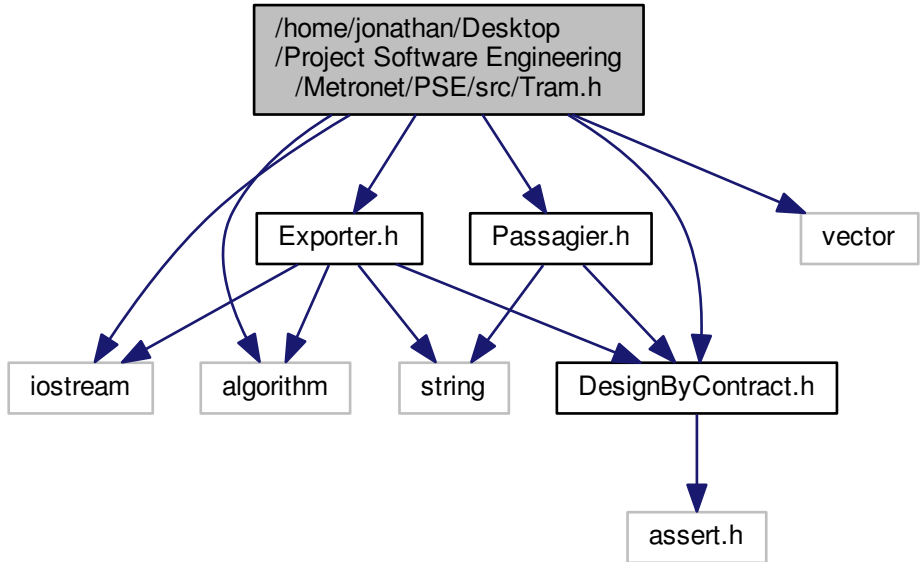 /home/jonathan/Desktop
/Project Software Engineering
/Metronet/PSE/src/Tram.h
Exporter.h
Passagier.h
vector
iostream
algorithm
string
DesignByContract.h
assert.h